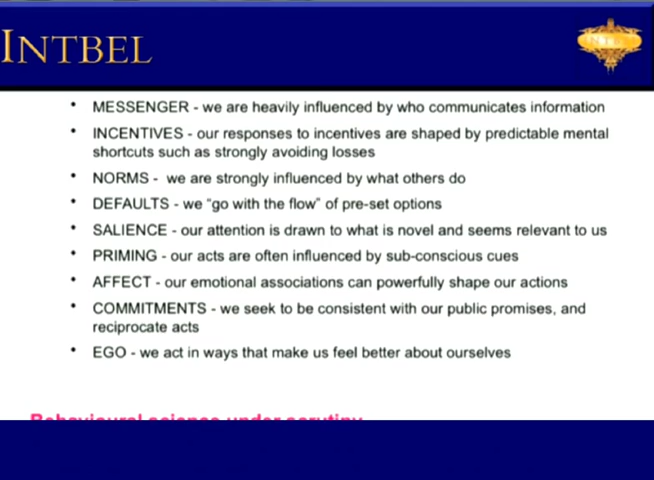 INTBEL
• MESSENGER - we are heavily influenced by who communicates information
• INCENTIVES - our responses to incentives are shaped by predictable mental
shortcuts such as strongly avoiding losses
• NORMS - we are strongly influenced by what others do
• DEFAULTS - we “go with the flow” of pre-set options
• SALIENCE - our attention is drawn to what is novel and seems relevant to us
• PRIMING - our acts are often influenced by sub-conscious cues
• AFFECT - our emotional associations can powerfully shape our actions
• COMMITMENTS - we seek to be consistent with our public promises, and
reciprocate acts
• EGO - we act in ways that make us feel better about ourselves
Behavioural science under scrutiny